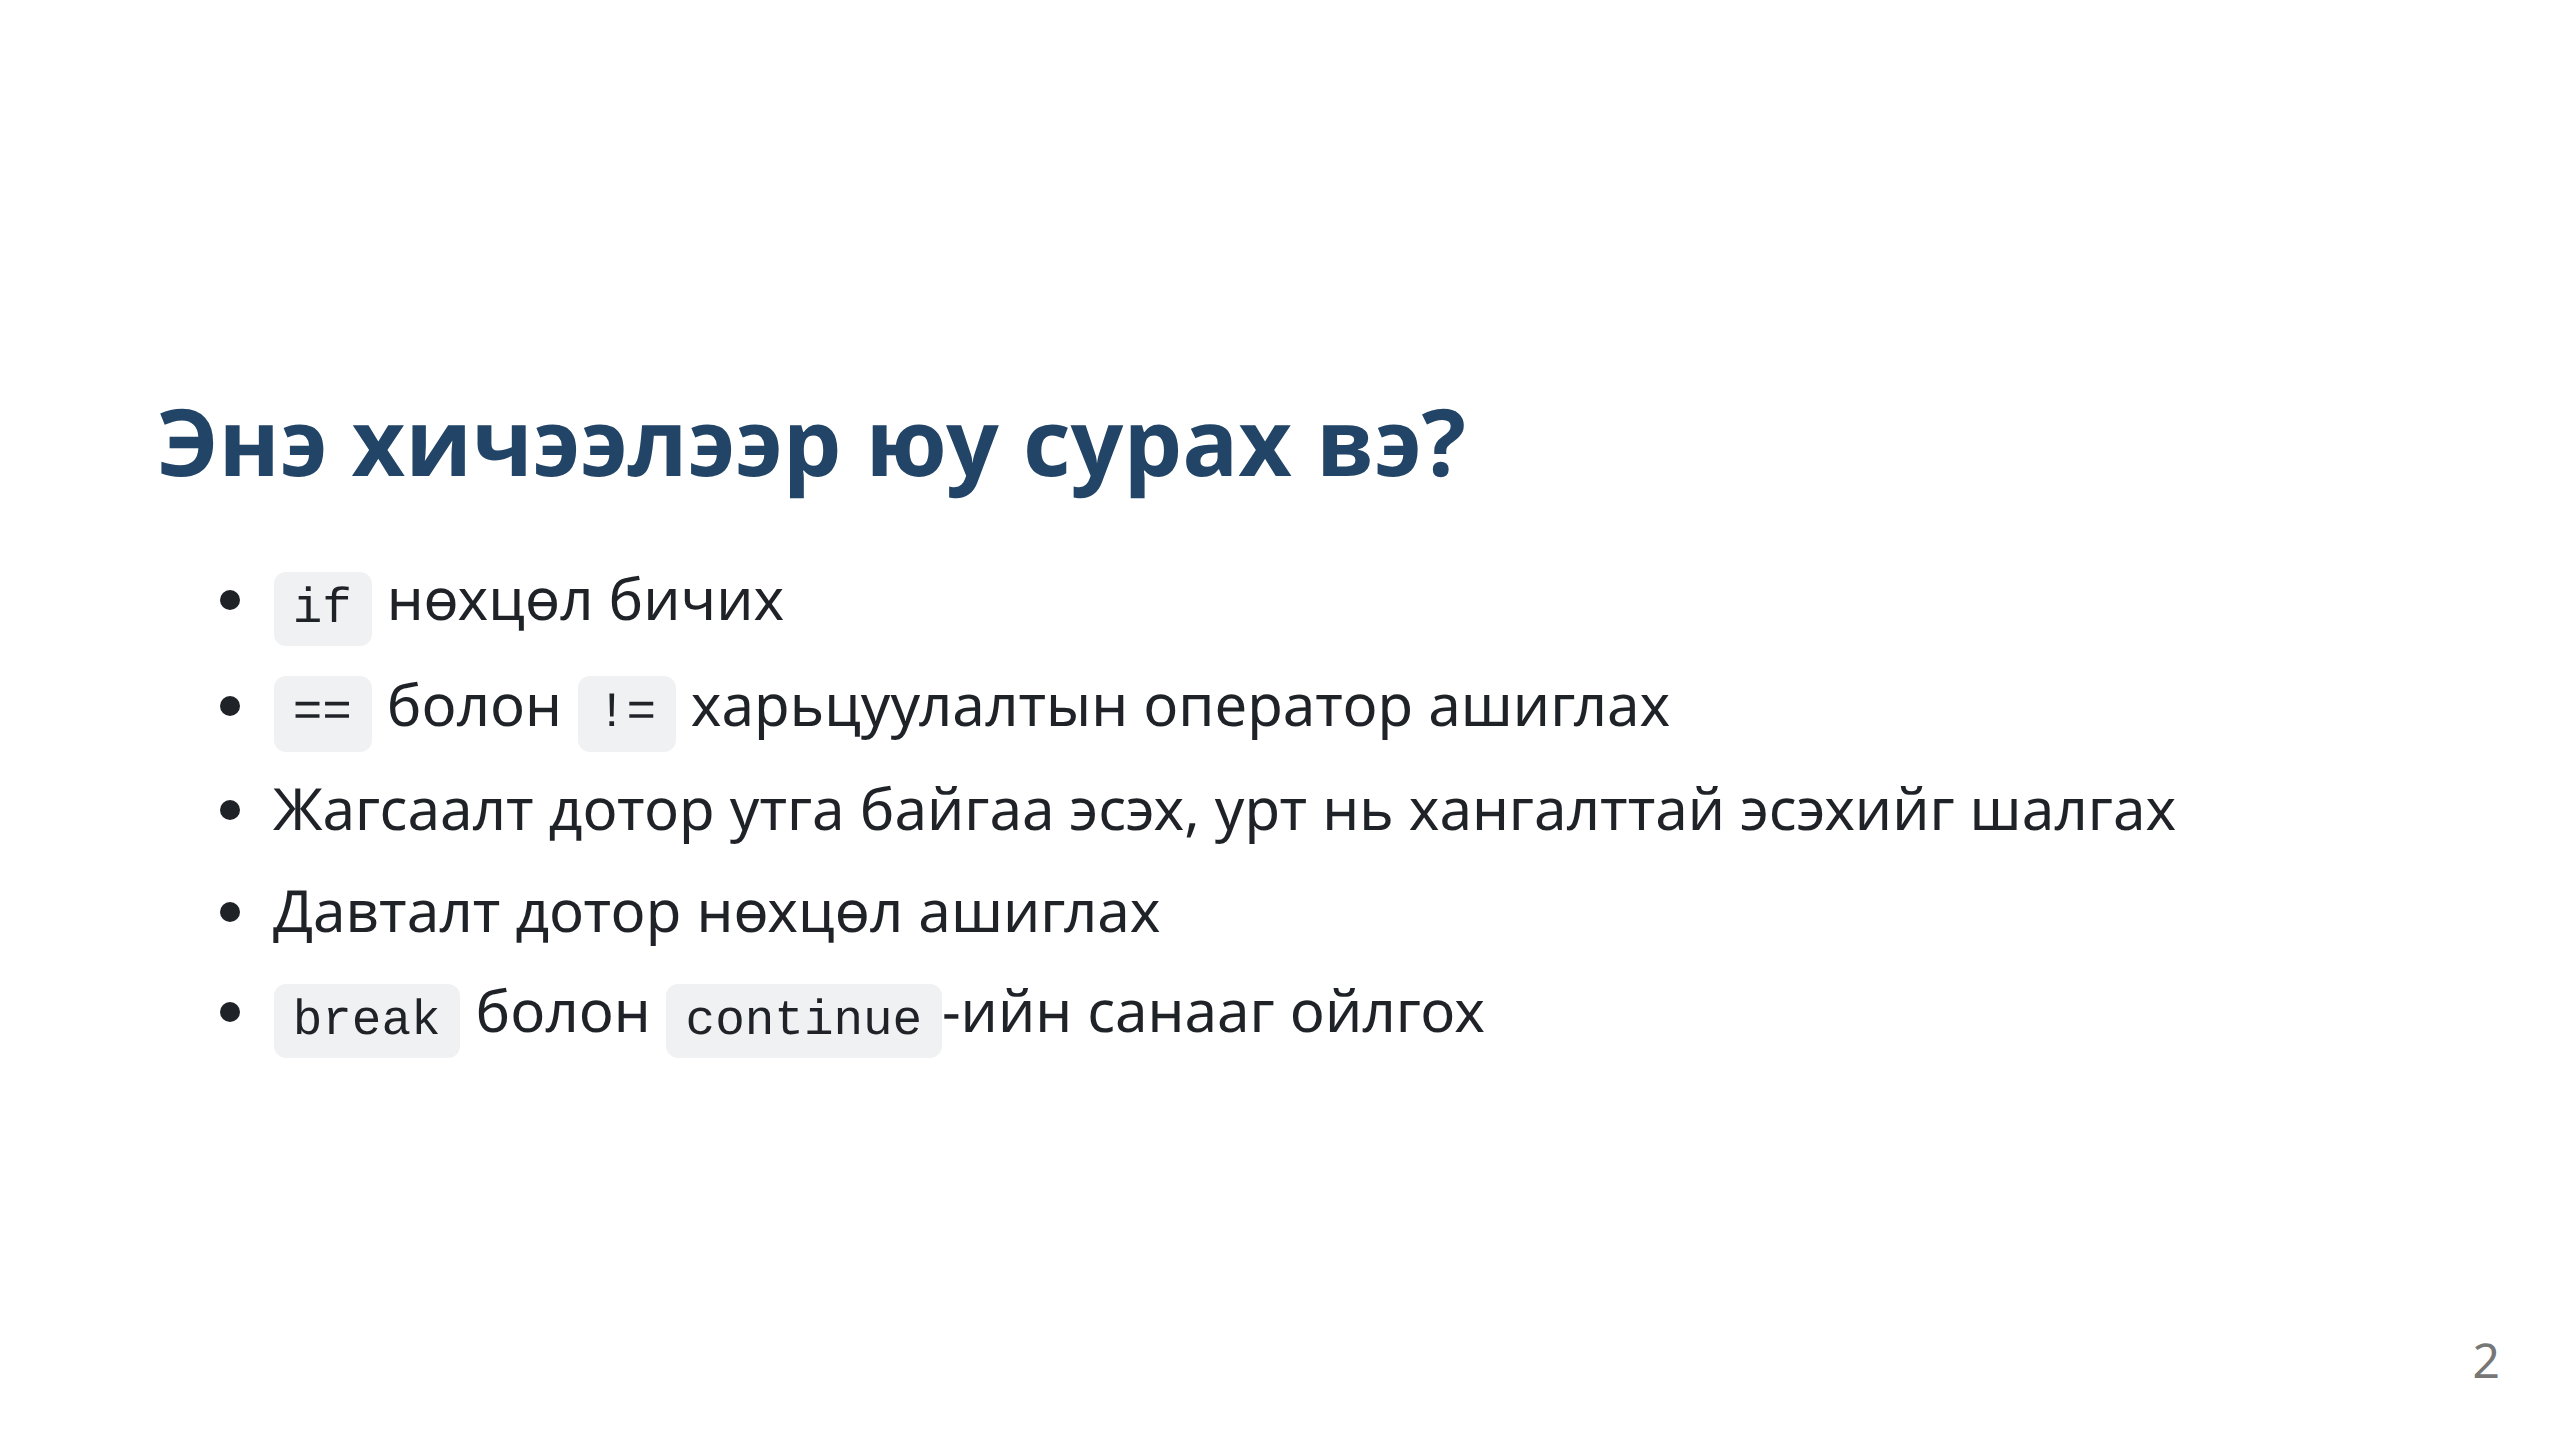 Энэ хичээлээр юу сурах вэ?
• if нөхцөл бичих
• == болон != харьцуулалтын оператор ашиглах
• Жагсаалт дотор утга байгаа эсэх, урт нь хангалттай эсэхийг шалгах
• Давталт дотор нөхцөл ашиглах
• break болон continue-ийн санааг ойлгох
2